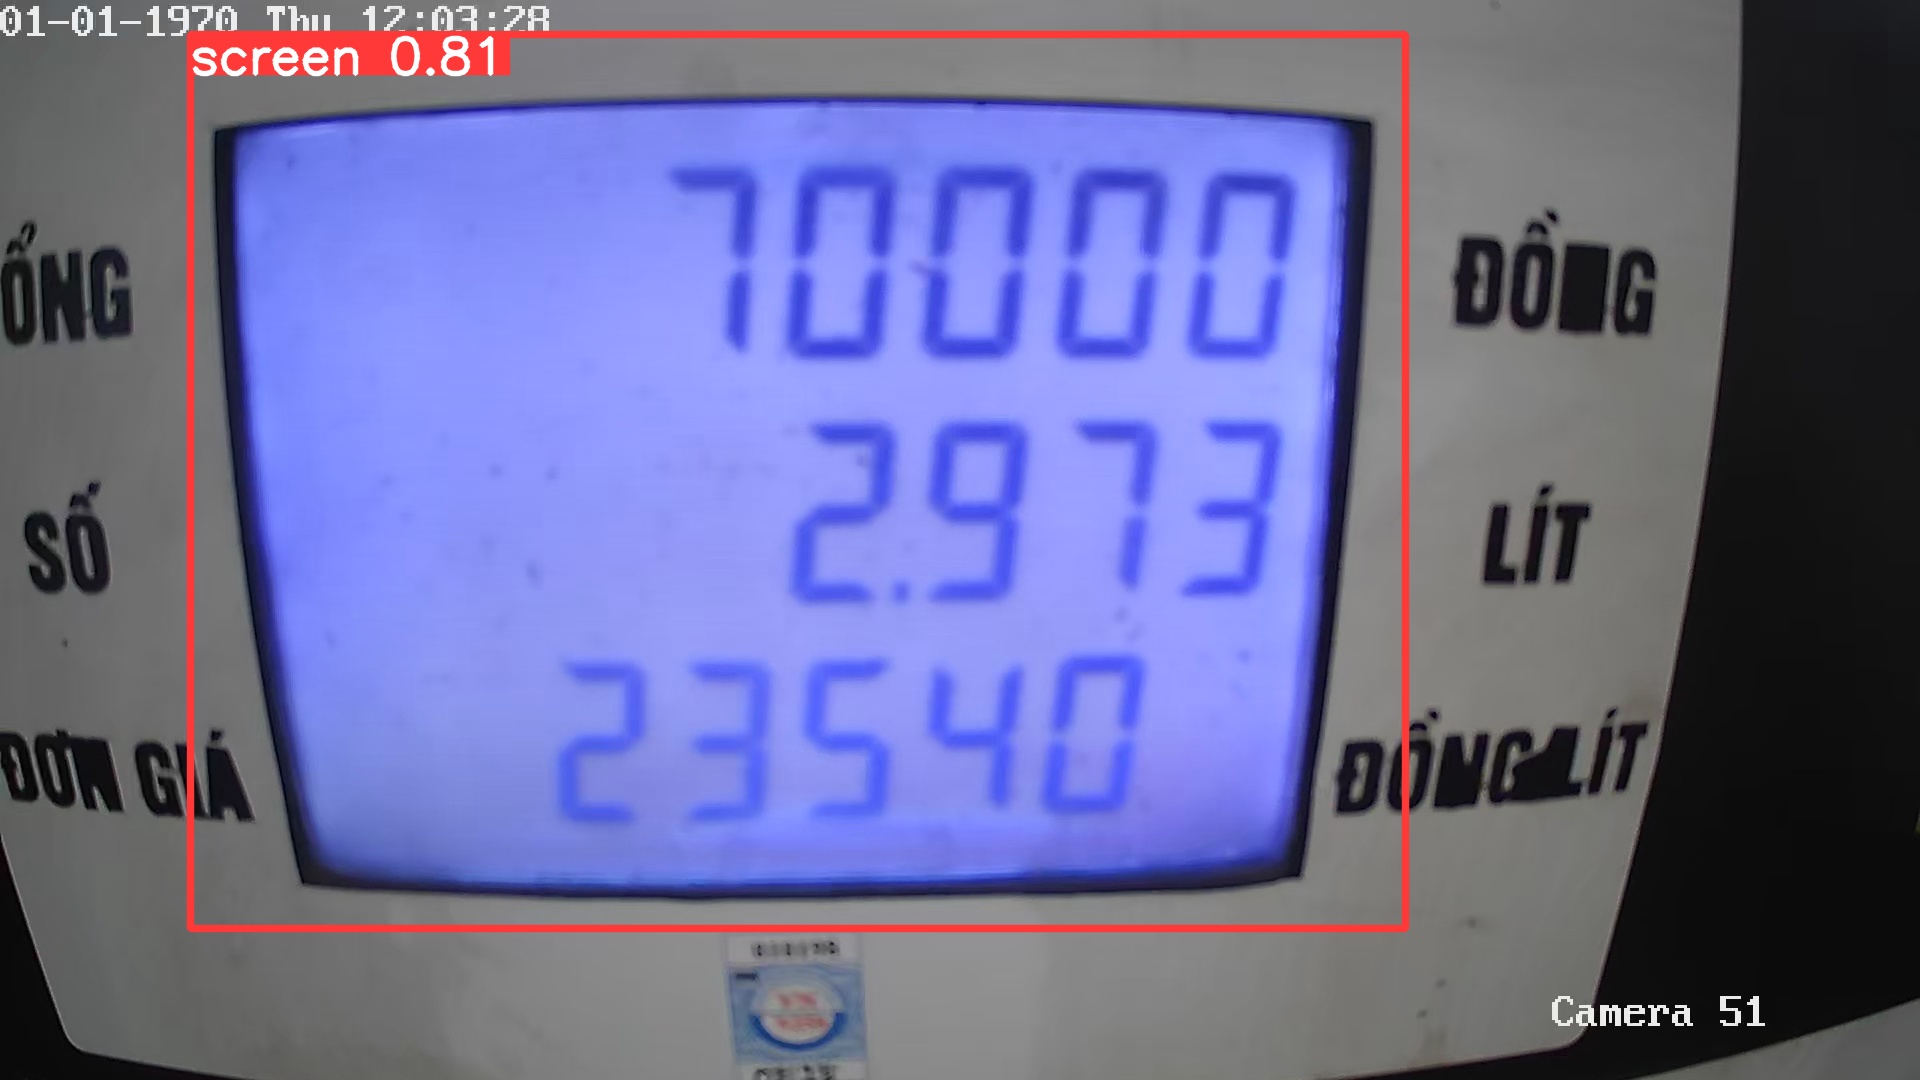 01-01-1970 Thu 12:03:28
screen 0.81
70000
ỔNG ĐỒNG
2.973
SỐ LÍT
23540
ĐƠN GIÁ ĐỒNG/LÍT
Camera 51